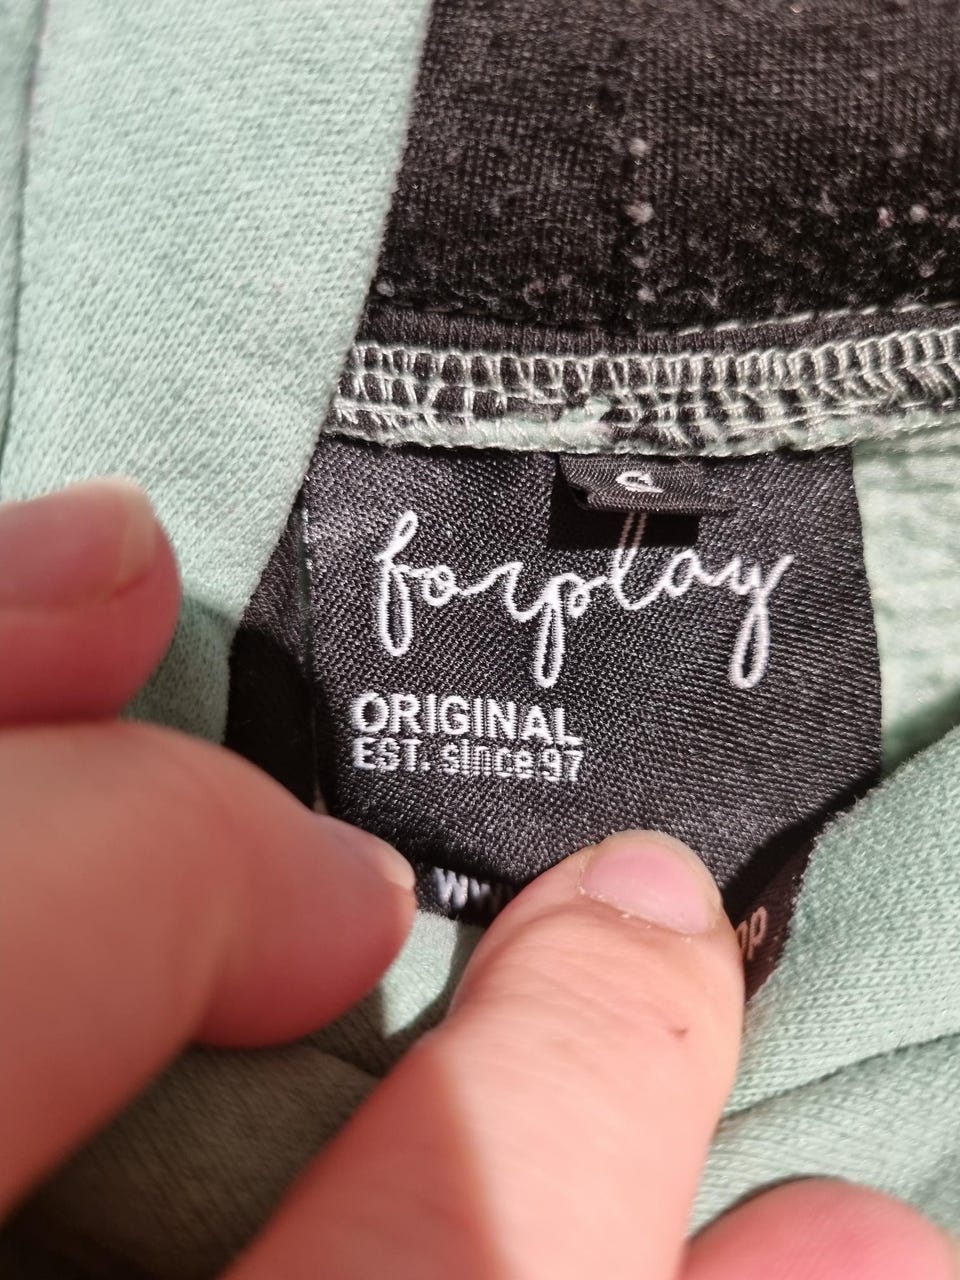 S
forplay
ORIGINAL
EST. since 97